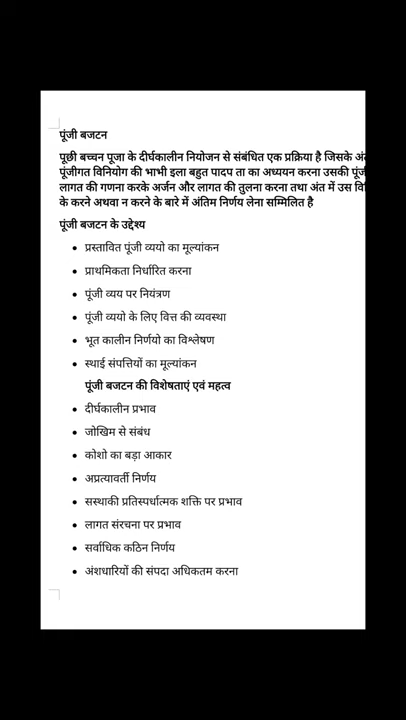 पूंजी बजटन
पूछी बच्चन पूजा के दीर्घकालीन नियोजन से संबंधित एक प्रक्रिया है जिसके
पूंजीगत विनियोग की भाभी इला बहुत पादप ता का अध्ययन करना उसकी
लागत की गणना करके अर्जन और लागत की तुलना करना तथा अंत में उस
के करने अथवा न करने के बारे में अंतिम निर्णय लेना सम्मिलित है
पूंजी बजटन के उद्देश्य
• प्रस्तावित पूंजी व्ययो का मूल्यांकन
• प्राथमिकता निर्धारित करना
• पूंजी व्यय पर नियंत्रण
• पूंजी व्ययो के लिए वित्त की व्यवस्था
• भूत कालीन निर्णयो का विश्लेषण
• स्थाई संपत्तियों का मूल्यांकन
पूंजी बजटन की विशेषताएं एवं महत्व
• दीर्घकालीन प्रभाव
• जोखिम से संबंध
• कोशो का बड़ा आकार
• अप्रत्यावर्ती निर्णय
• सस्थाकी प्रतिस्पर्धात्मक शक्ति पर प्रभाव
• लागत संरचना पर प्रभाव
• सर्वाधिक कठिन निर्णय
• अंशधारियों की संपदा अधिकतम करना